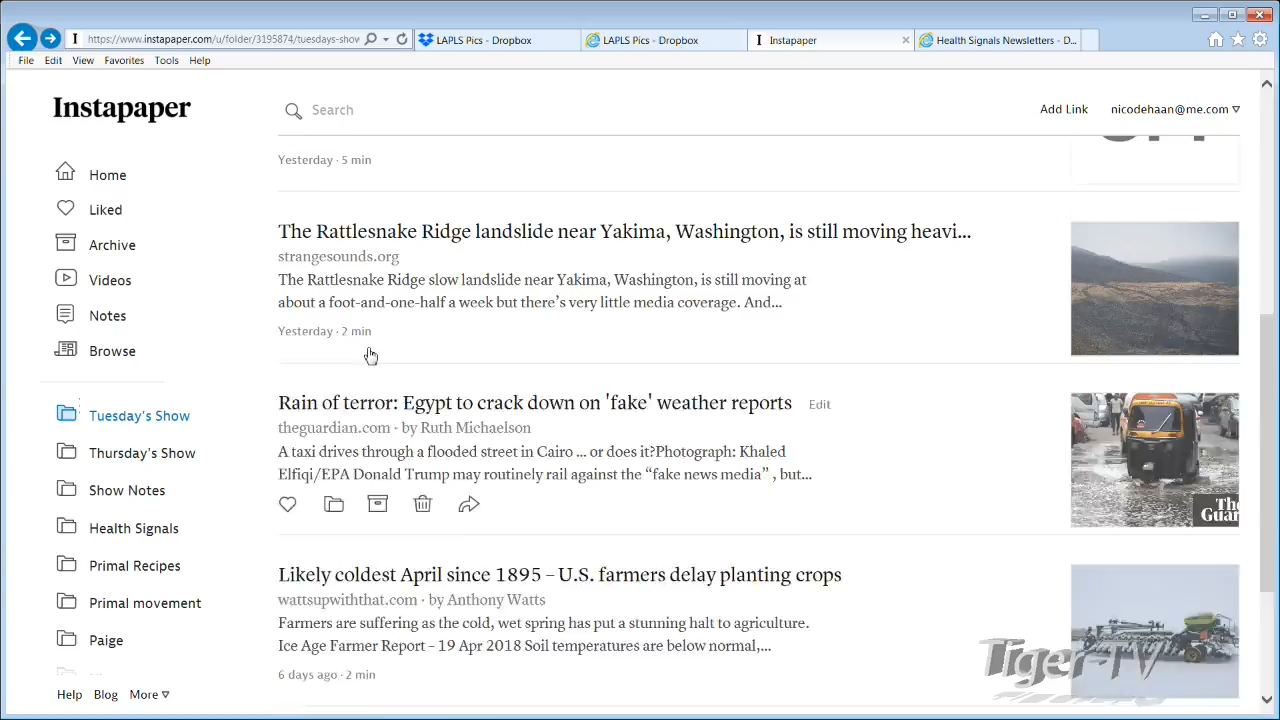 https://www.instapaper.com/u/folder/3195874/tuesdays-shov
LAPLS Pics - Dropbox
LAPLS Pics - Dropbox
Instapaper
Health Signals Newsletters - D...
File Edit View Favorites Tools Help
Instapaper
Search
Add Link
nicodehaan@me.com
Home
Liked
Archive
Videos
Notes
Browse
Tuesday's Show
Thursday's Show
Show Notes
Health Signals
Primal Recipes
Primal movement
Paige
Help Blog More
Yesterday · 5 min
The Rattlesnake Ridge landslide near Yakima, Washington, is still moving heavi...
strangesounds.org
The Rattlesnake Ridge slow landslide near Yakima, Washington, is still moving at
about a foot-and-one-half a week but there's very little media coverage. And...
Yesterday · 2 min
Rain of terror: Egypt to crack down on 'fake' weather reports Edit
theguardian.com · by Ruth Michaelson
A taxi drives through a flooded street in Cairo ... or does it?Photograph: Khaled
Elfiqi/EPA Donald Trump may routinely rail against the “fake news media” , but...
The
Guar
Likely coldest April since 1895 – U.S. farmers delay planting crops
wattsupwiththat.com · by Anthony Watts
Farmers are suffering as the cold, wet spring has put a stunning halt to agriculture.
Ice Age Farmer Report – 19 Apr 2018 Soil temperatures are below normal,...
6 days ago · 2 min
Tiger-TV